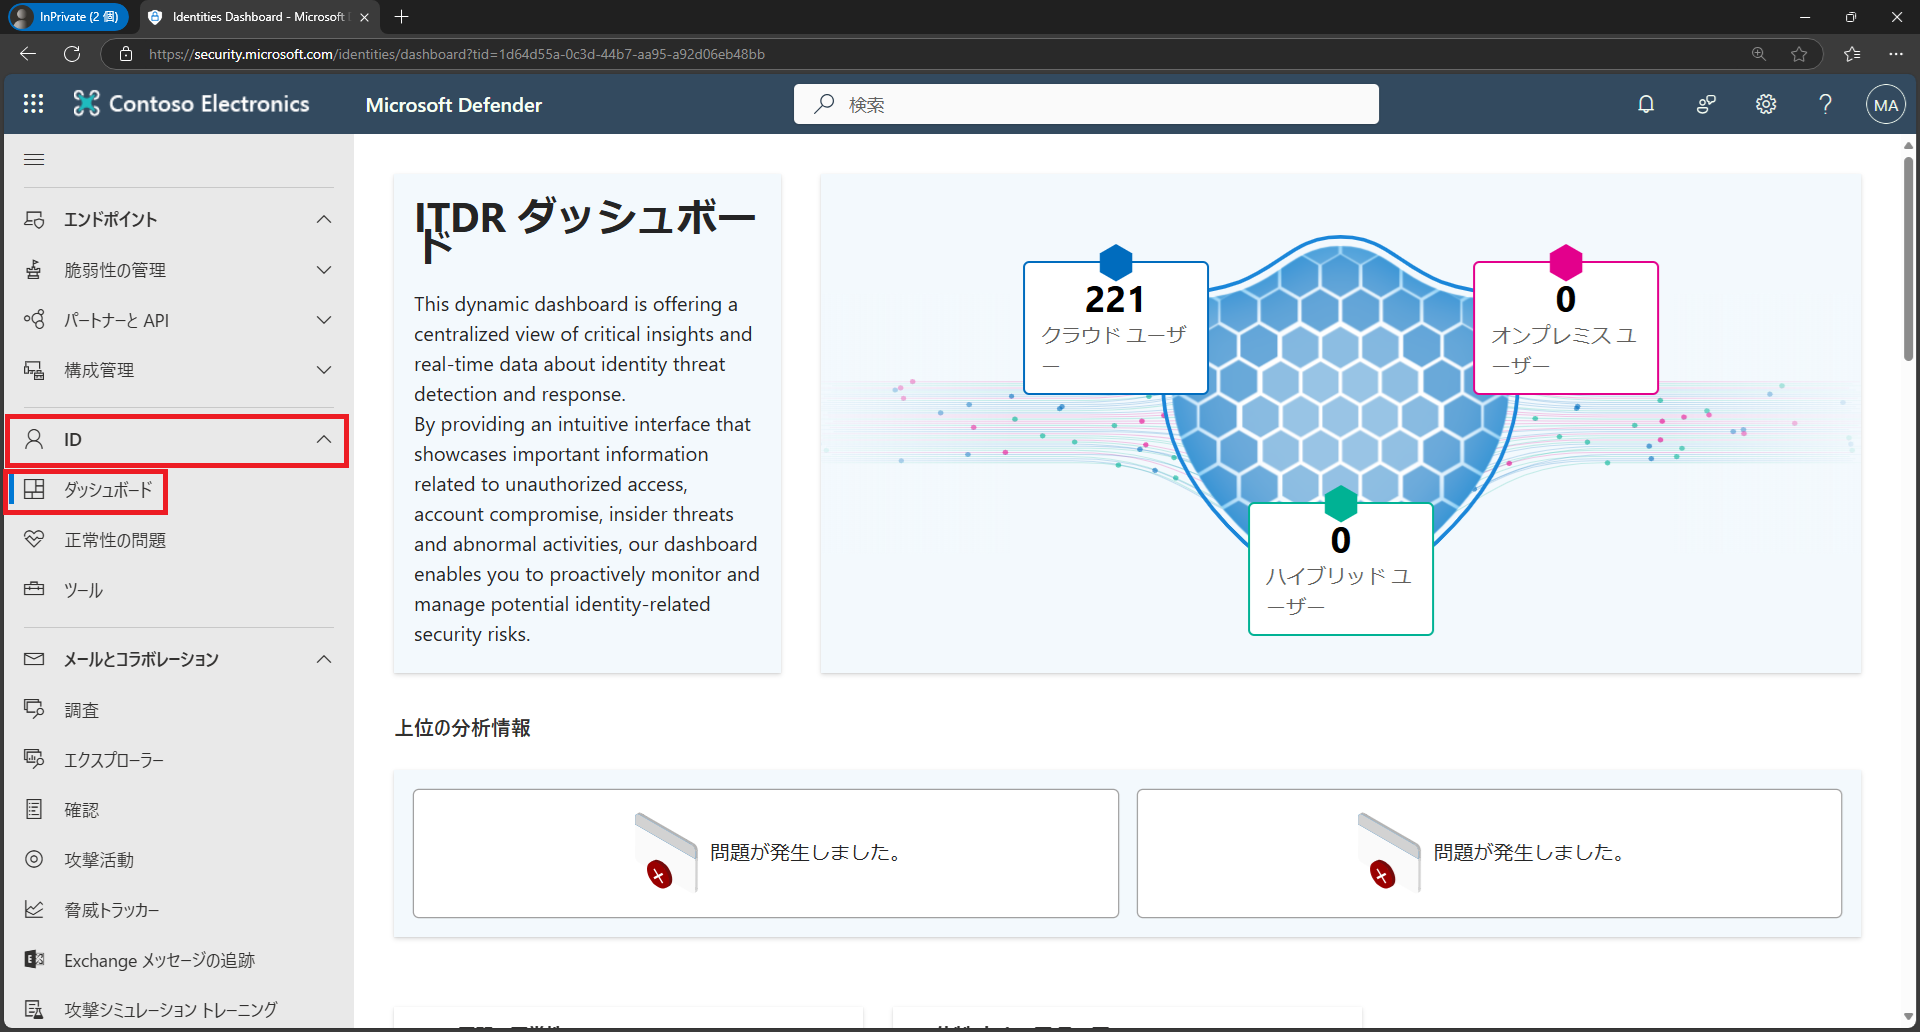 InPrivate (2 個)
Identities Dashboard - Microsoft
https://security.microsoft.com/identities/dashboard?tid=1d64d55a-0c3d-44b7-aa95-a92d06eb48bb
Contoso Electronics
Microsoft Defender
検索
MA
エンドポイント
脆弱性の管理
パートナーと API
構成管理
ID
ダッシュボード
正常性の問題
ツール
メールとコラボレーション
調査
エクスプローラー
確認
攻撃活動
脅威トラッカー
Exchange メッセージの追跡
攻撃シミュレーション トレーニング
ITDR ダッシュボー
ド
This dynamic dashboard is offering a
centralized view of critical insights and
real-time data about identity threat
detection and response.
By providing an intuitive interface that
showcases important information
related to unauthorized access,
account compromise, insider threats
and abnormal activities, our dashboard
enables you to proactively monitor and
manage potential identity-related
security risks.
221
クラウド ユーザ
ー
0
オンプレミス ユ
ーザー
0
ハイブリッド ユ
ーザー
上位の分析情報
問題が発生しました。
問題が発生しました。